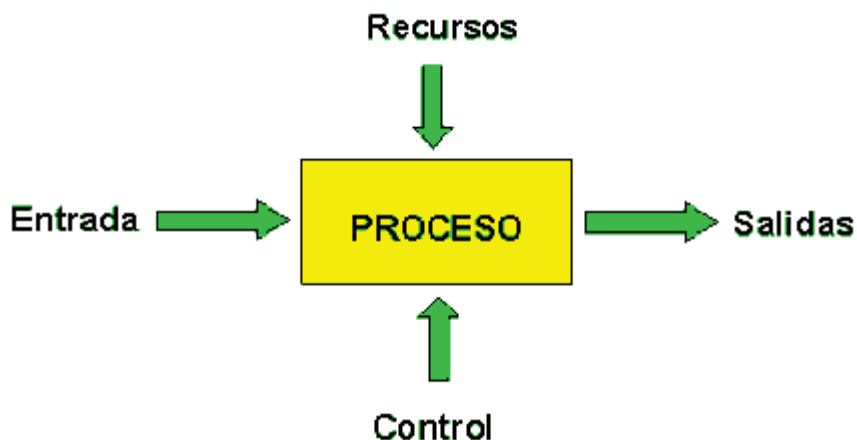 Recursos
Entrada
PROCESO
Salidas
Control